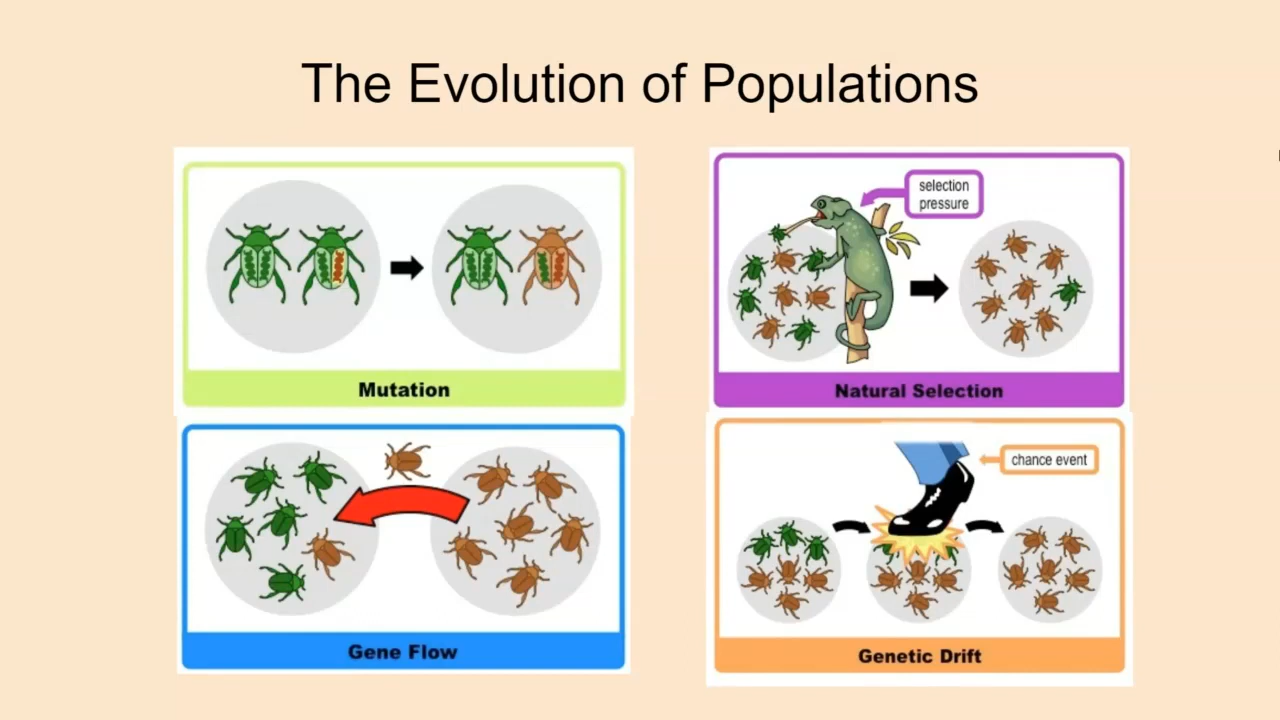 The Evolution of Populations
Mutation
selection
pressure
Natural Selection
Gene Flow
chance event
Genetic Drift